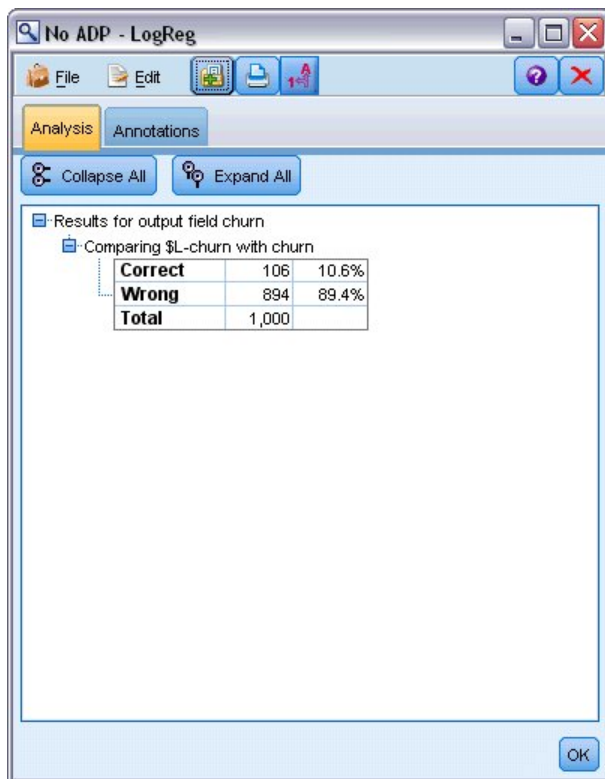 No ADP - LogReg
File Edit
Analysis Annotations
Collapse All Expand All
Results for output field churn
Comparing $L-churn with churn
Correct 106 10.6%
Wrong 894 89.4%
Total 1,000
OK